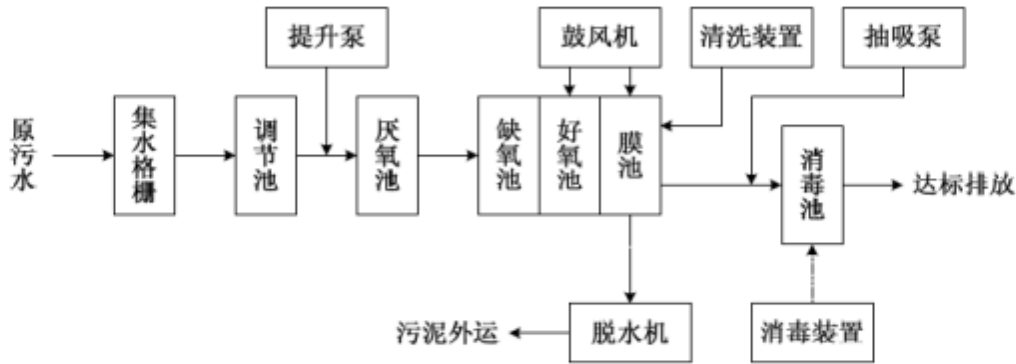 提升泵
鼓风机
清洗装置
抽吸泵
原污水
集水格栅
调节池
厌氧池
缺氧池
好氧池
膜池
消毒池
达标排放
污泥外运
脱水机
消毒装置